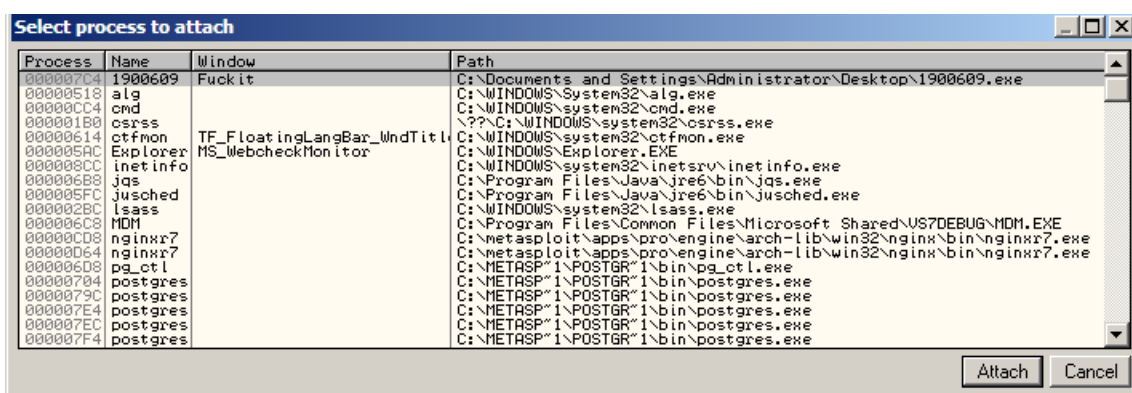 Select process to attach
Process Name Window Path
000007C4 1900609 Fuckit C:\Documents and Settings\Administrator\Desktop\1900609.exe
00000518 alg C:\WINDOWS\System32\alg.exe
00000CC4 cmd C:\WINDOWS\system32\cmd.exe
000001B0 csrss \??\C:\WINDOWS\system32\csrss.exe
00000614 ctfmon TF_FloatingLangBar_WndTitl C:\WINDOWS\system32\ctfmon.exe
000005AC Explorer MS_WebcheckMonitor C:\WINDOWS\Explorer.EXE
000008CC inetinfo C:\WINDOWS\system32\inetsrv\inetinfo.exe
000006B8 jqs C:\Program Files\Java\jre6\bin\jqs.exe
000005FC jusched C:\Program Files\Java\jre6\bin\jusched.exe
000002BC lsass C:\WINDOWS\system32\lsass.exe
000006C8 MDM C:\Program Files\Common Files\Microsoft Shared\VS7DEBUG\MDM.EXE
00000CD8 nginxr7 C:\metasploit\apps\pro\engine\arch-lib\win32\nginx\bin\nginxr7.exe
00000D64 nginxr7 C:\metasploit\apps\pro\engine\arch-lib\win32\nginx\bin\nginxr7.exe
000006D8 pg_ctl C:\METASP~1\POSTGR~1\bin\pg_ctl.exe
00000704 postgres C:\METASP~1\POSTGR~1\bin\postgres.exe
0000079C postgres C:\METASP~1\POSTGR~1\bin\postgres.exe
000007E4 postgres C:\METASP~1\POSTGR~1\bin\postgres.exe
000007EC postgres C:\METASP~1\POSTGR~1\bin\postgres.exe
000007F4 postgres C:\METASP~1\POSTGR~1\bin\postgres.exe
Attach Cancel